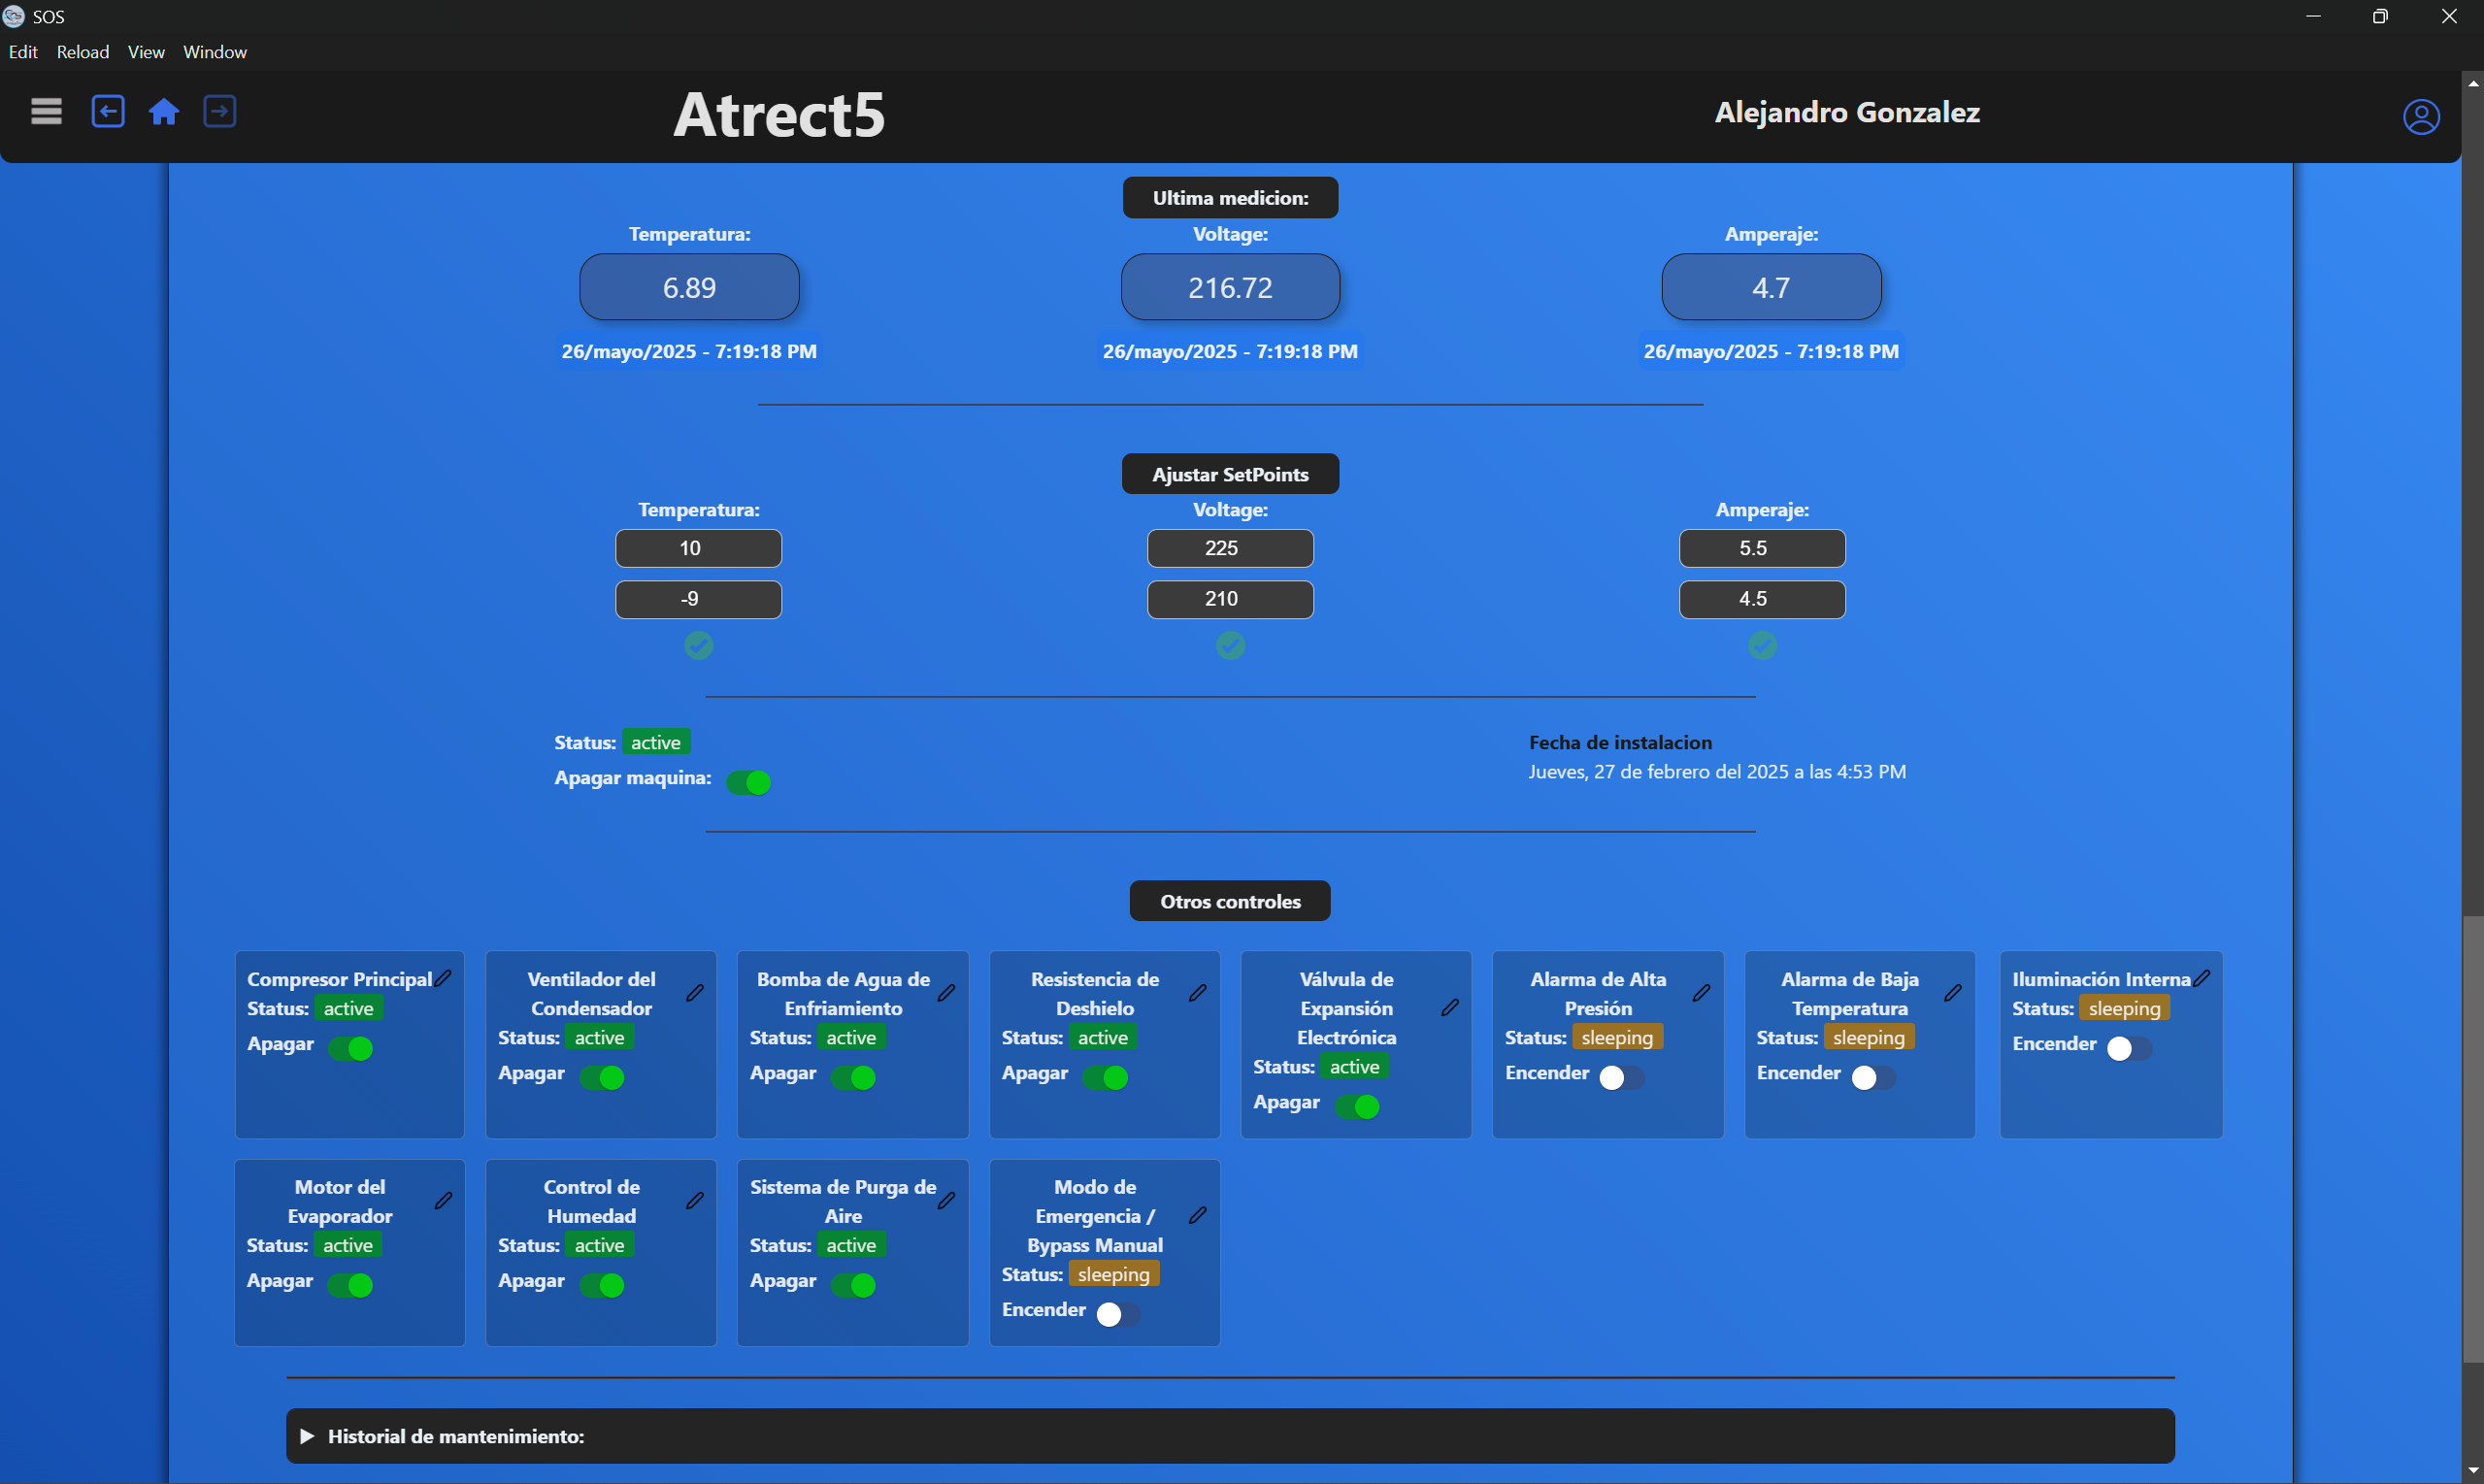 SOS
Edit Reload View Window
Atrect5
Alejandro Gonzalez
Ultima medicion:
Temperatura: Voltage: Amperaje:
6.89 216.72 4.7
26/mayo/2025 - 7:19:18 PM 26/mayo/2025 - 7:19:18 PM 26/mayo/2025 - 7:19:18 PM
Ajustar SetPoints
Temperatura: Voltage: Amperaje:
10 225 5.5
-9 210 4.5
Status: active
Apagar maquina:
Fecha de instalacion
Jueves, 27 de febrero del 2025 a las 4:53 PM
Otros controles
Compresor Principal
Status: active
Apagar
Ventilador del
Condensador
Status: active
Apagar
Bomba de Agua de
Enfriamiento
Status: active
Apagar
Resistencia de
Deshielo
Status: active
Apagar
Válvula de
Expansión
Electrónica
Status: active
Apagar
Alarma de Alta
Presión
Status: sleeping
Encender
Alarma de Baja
Temperatura
Status: sleeping
Encender
Iluminación Interna
Status: sleeping
Encender
Motor del
Evaporador
Status: active
Apagar
Control de
Humedad
Status: active
Apagar
Sistema de Purga de
Aire
Status: active
Apagar
Modo de
Emergencia /
Bypass Manual
Status: sleeping
Encender
Historial de mantenimiento: